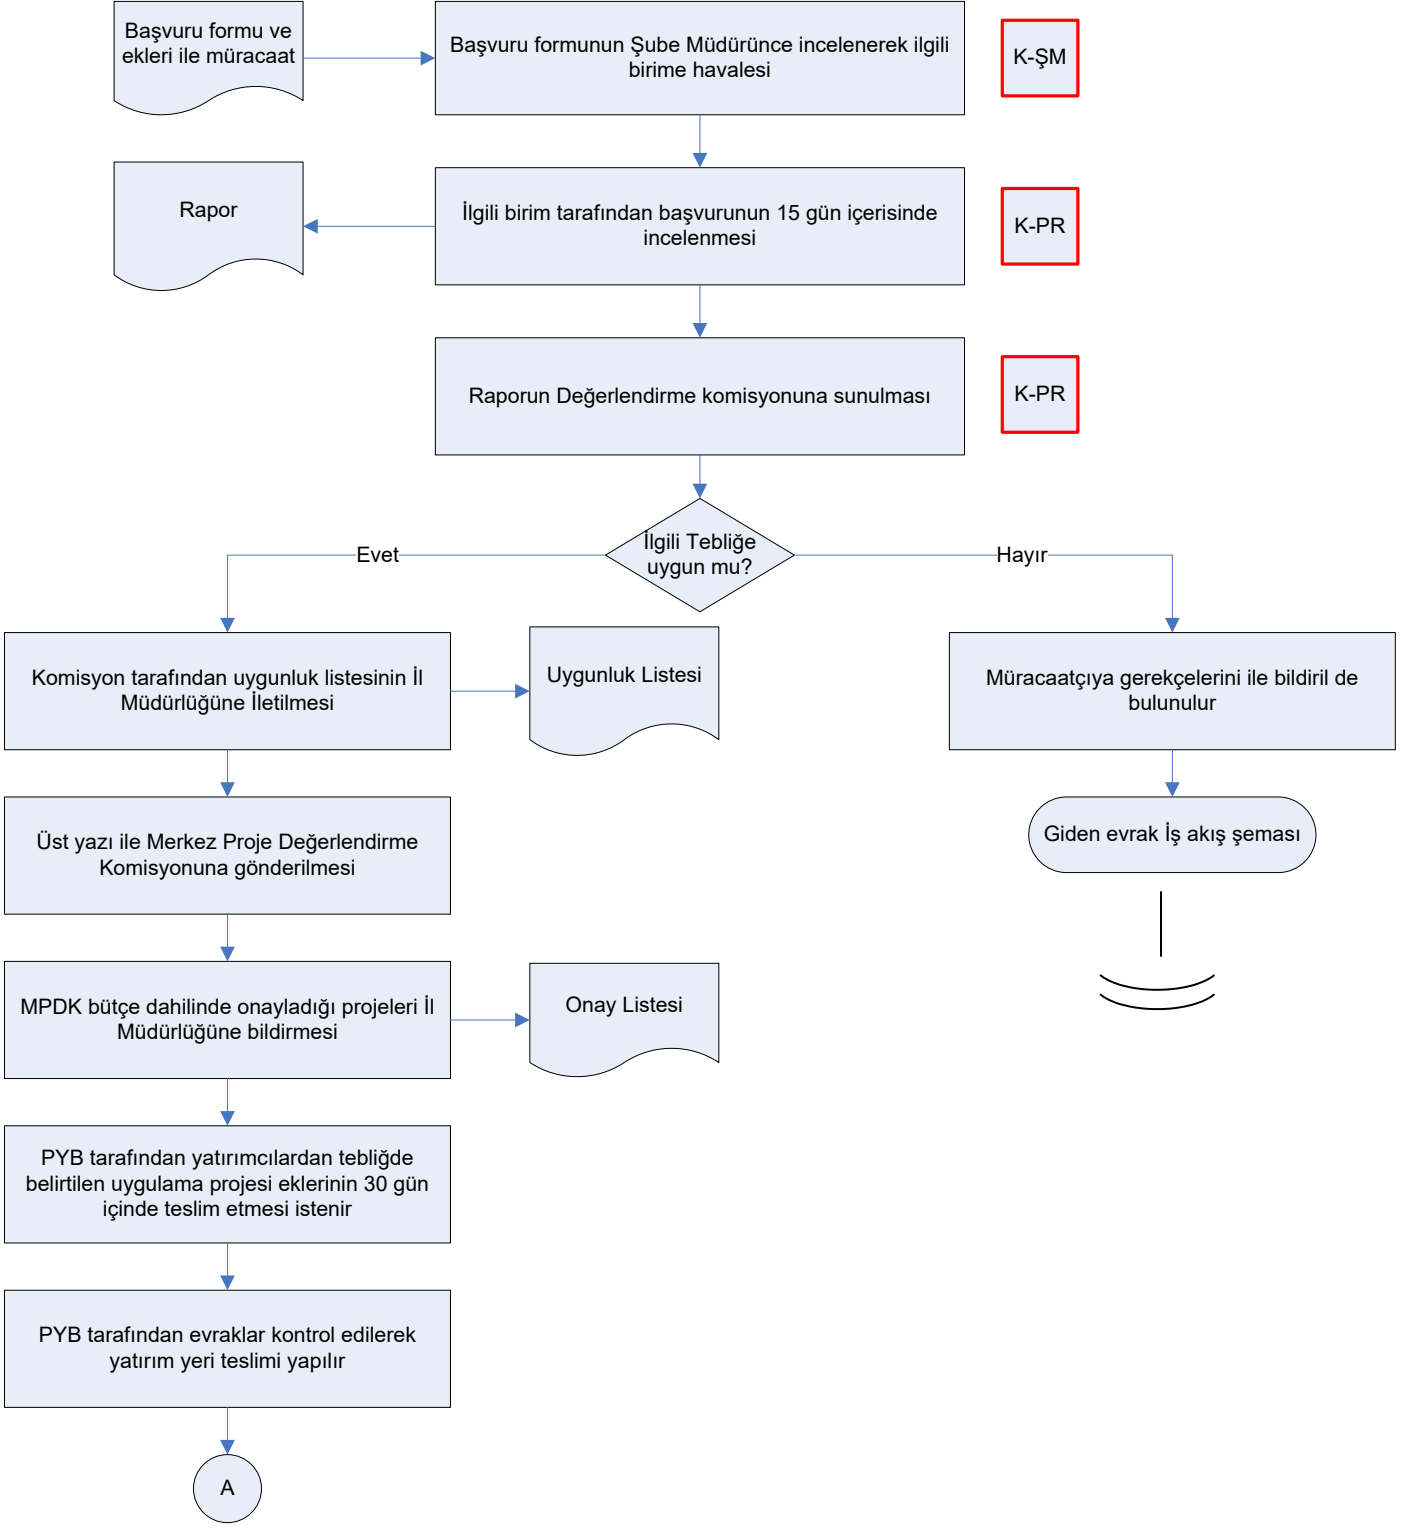 Başvuru formu ve
ekleri ile müracaat
Başvuru formunun Şube Müdürünce incelenerek ilgili
birime havalesi
K-ŞM
Rapor
İlgili birim tarafından başvurunun 15 gün içerisinde
incelenmesi
K-PR
Raporun Değerlendirme komisyonuna sunulması
K-PR
İlgili Tebliğe
uygun mu?
Evet
Hayır
Komisyon tarafından uygunluk listesinin İl
Müdürlüğüne İletilmesi
Uygunluk Listesi
Müracaatçıya gerekçelerini ile bildiril de
bulunulur
Üst yazı ile Merkez Proje Değerlendirme
Komisyonuna gönderilmesi
Giden evrak İş akış şeması
MPDK bütçe dahilinde onayladığı projeleri İl
Müdürlüğüne bildirmesi
Onay Listesi
PYB tarafından yatırımcılardan tebliğde
belirtilen uygulama projesi eklerinin 30 gün
içinde teslim etmesi istenir
PYB tarafından evraklar kontrol edilerek
yatırım yeri teslimi yapılır
A